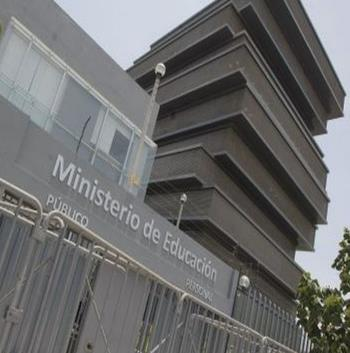 Ministerio de Educación
PÚBLICO
PERSONAL